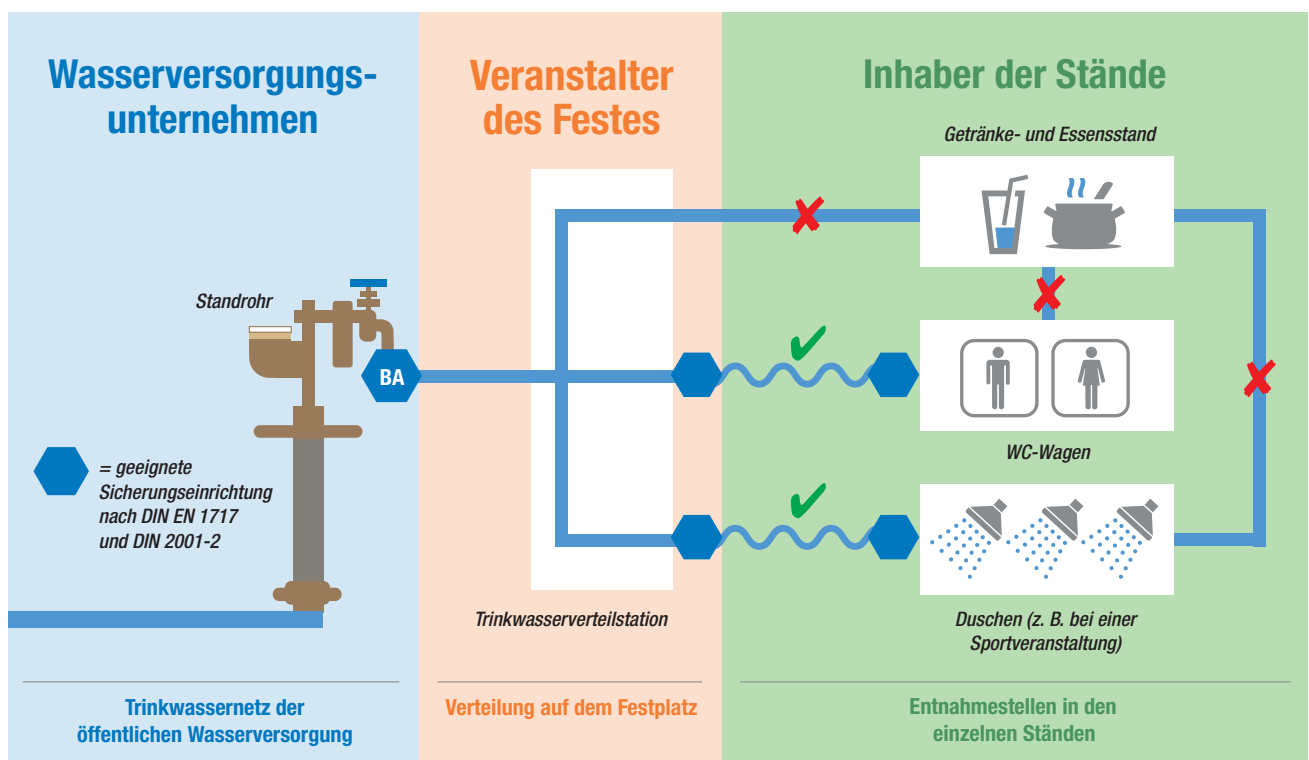 Wasserversorgungs-
unternehmen
Standrohr
BA
= geeignete
Sicherungseinrichtung
nach DIN EN 1717
und DIN 2001-2
Trinkwassernetz der
öffentlichen Wasserversorgung
Veranstalter
des Festes
Trinkwasserverteilstation
Verteilung auf dem Festplatz
Inhaber der Stände
Getränke- und Essensstand
WC-Wagen
Duschen (z. B. bei einer
Sportveranstaltung)
Entnahmestellen in den
einzelnen Ständen